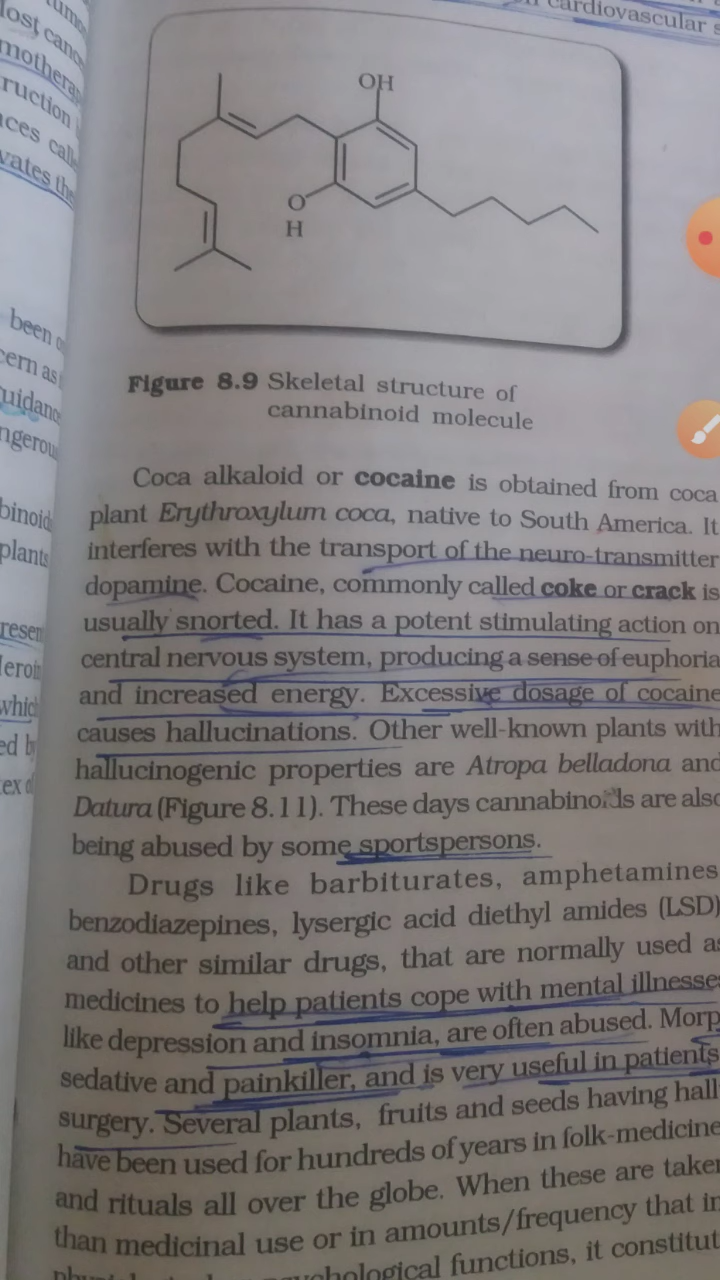 cardiovascular s
OH
O
H
Figure 8.9 Skeletal structure of
cannabinoid molecule
Coca alkaloid or cocaine is obtained from coca
plant Erythroxylum coca, native to South America. It
interferes with the transport of the neuro-transmitter
dopamine. Cocaine, commonly called coke or crack is
usually snorted. It has a potent stimulating action on
central nervous system, producing a sense of euphoria
and increased energy. Excessive dosage of cocaine
causes hallucinations. Other well-known plants with
hallucinogenic properties are Atropa belladona and
Datura (Figure 8.11). These days cannabinoids are also
being abused by some sportspersons.
Drugs like barbiturates, amphetamines
benzodiazepines, lysergic acid diethyl amides (LSD)
and other similar drugs, that are normally used as
medicines to help patients cope with mental illnesse
like depression and insomnia, are often abused. Morp
sedative and painkiller, and is very useful in patients
surgery. Several plants, fruits and seeds having hall
have been used for hundreds of years in folk-medicine
and rituals all over the globe. When these are taken
than medicinal use or in amounts/frequency that in
chological functions, it constitut